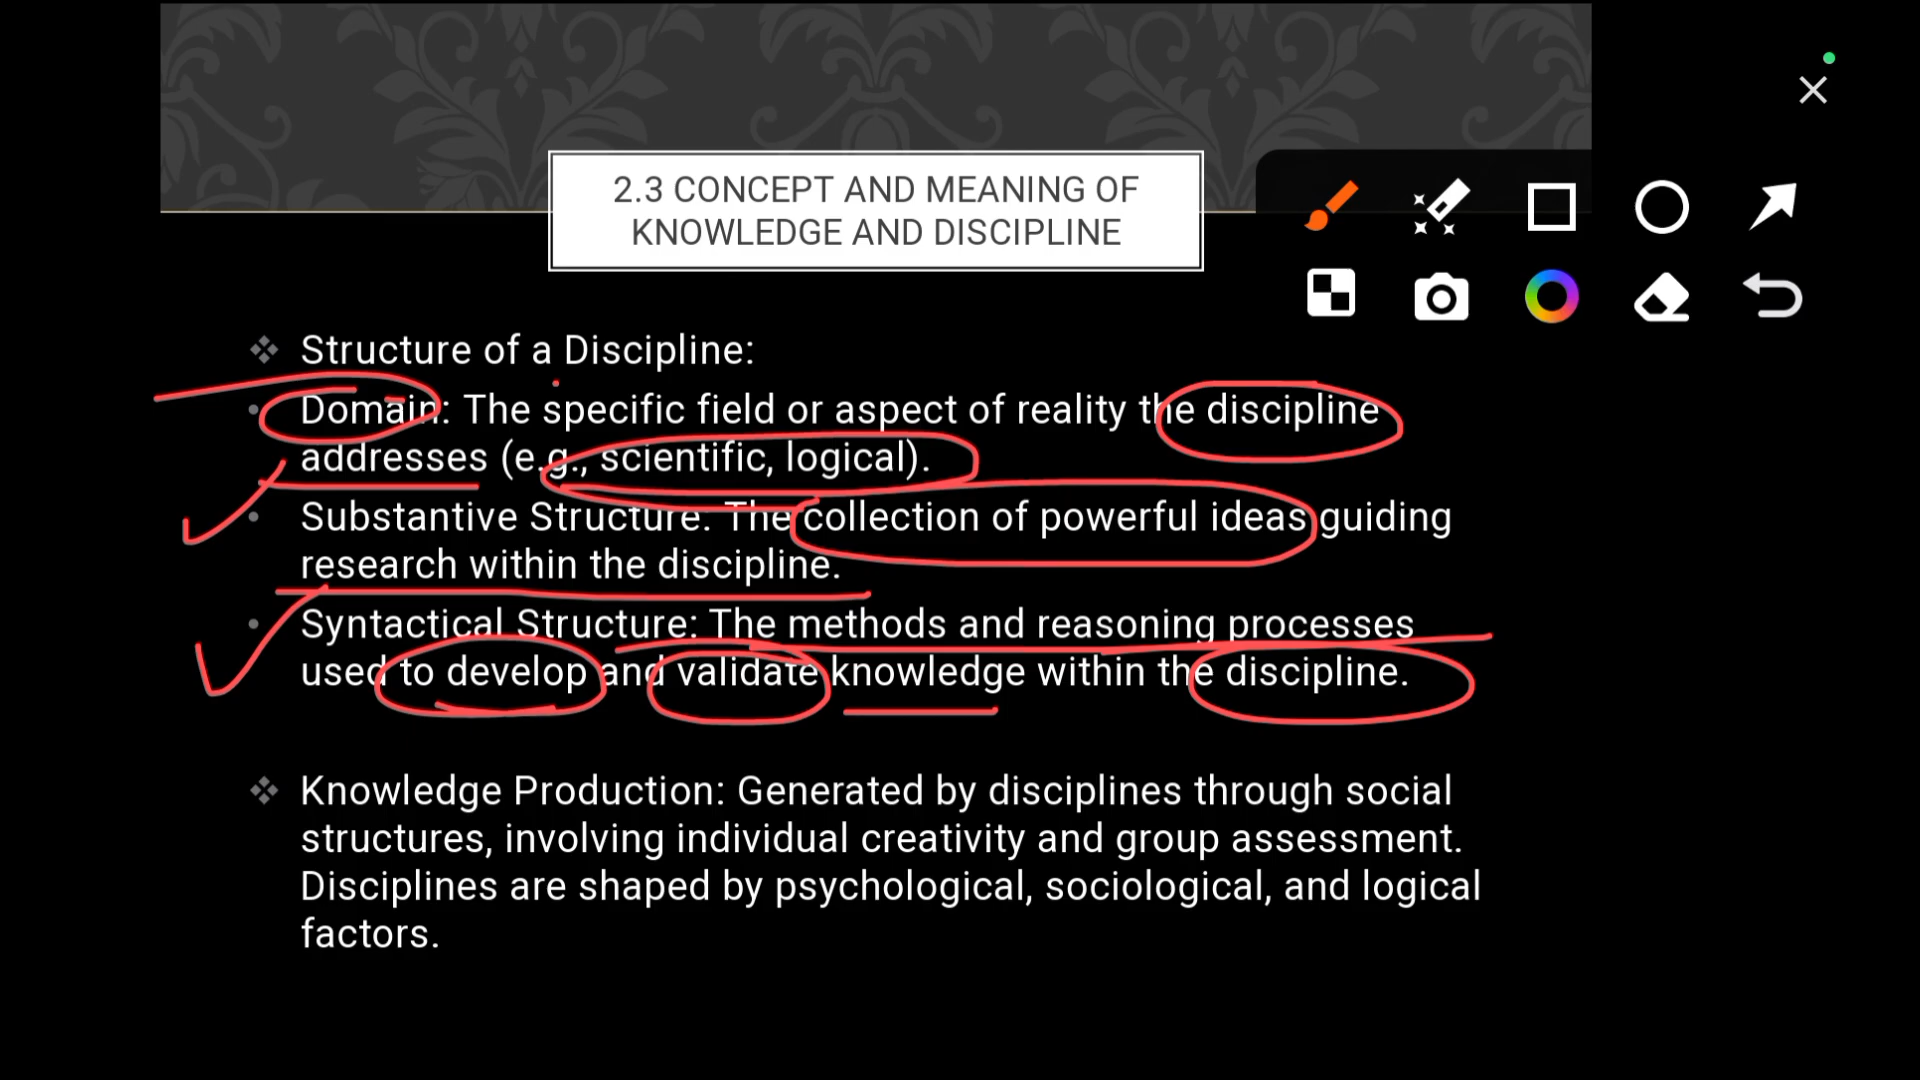 2.3 CONCEPT AND MEANING OF
KNOWLEDGE AND DISCIPLINE
Structure of a Discipline:
Domain: The specific field or aspect of reality the discipline
addresses (e.g., scientific, logical).
Substantive Structure: The collection of powerful ideas guiding
research within the discipline.
Syntactical Structure: The methods and reasoning processes
used to develop and validate knowledge within the discipline.
Knowledge Production: Generated by disciplines through social
structures, involving individual creativity and group assessment.
Disciplines are shaped by psychological, sociological, and logical
factors.